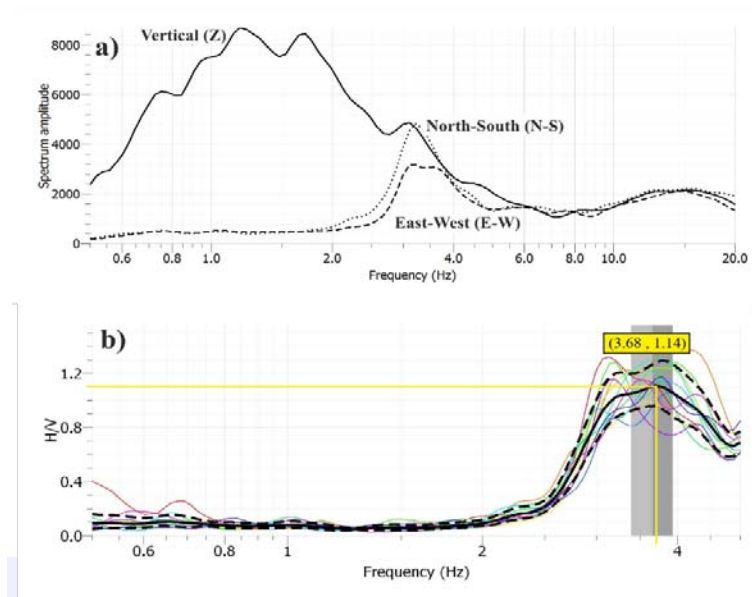 a)
Vertical (Z)
North-South (N-S)
East-West (E-W)
Spectrum amplitude
8000
6000
4000
2000
0
0.6 0.8 1.0 2.0 4.0 6.0 8.0 10.0 20.0
Frequency (Hz)
b)
(3.68 , 1.14)
H/V
1.2
0.8
0.4
0.0
0.6 0.8 1 2 4
Frequency (Hz)